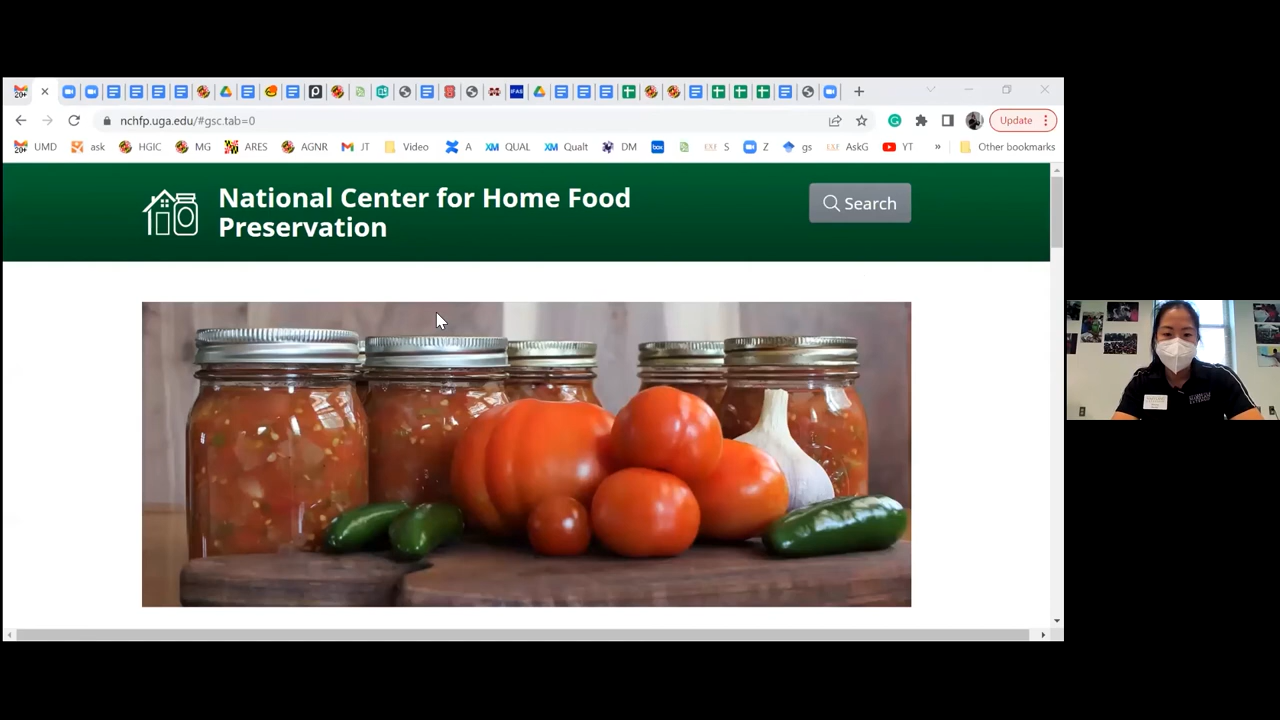 nchfp.uga.edu/#gsc.tab=0
Update
UMD ask HGIC MG ARES AGNR JT Video A QUAL Qualt DM box S Z gs AskG YT » Other bookmarks
National Center for Home Food
Preservation
Search